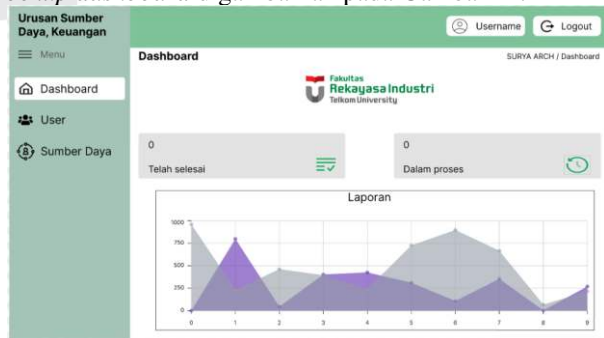 Urusan Sumber
Daya, Keuangan
Username
Logout
Menu
Dashboard
User
Sumber Daya
Dashboard
SURYA ARCH / Dashboard
Fakultas
Rekayasa Industri
Telkom University
0
Telah selesai
0
Dalam proses
Laporan
1000
750
500
250
0
0 1 2 3 4 5 6 7 8 9